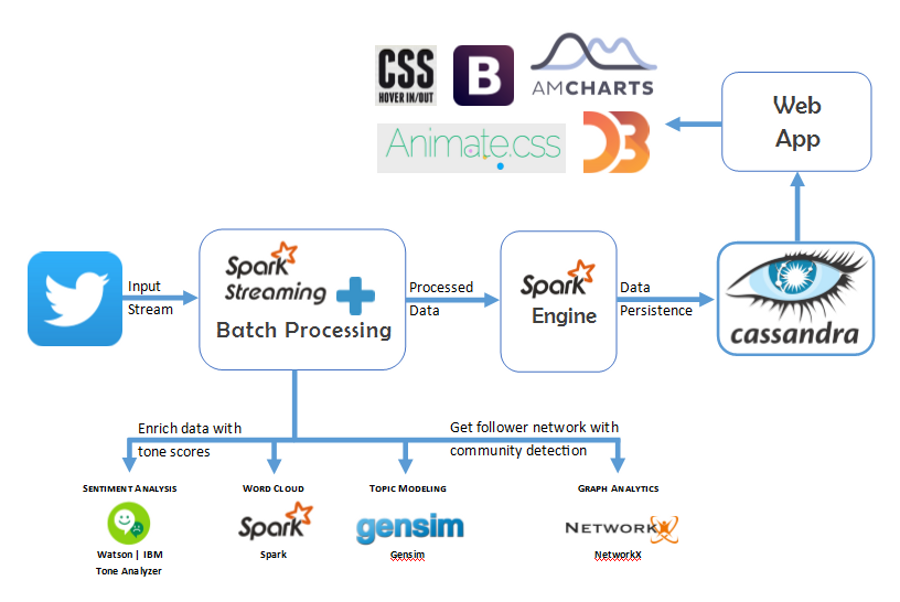 CSS
HOVER IN/OUT
B
AMCHARTS
Animate.css
D3
Web
App
Input
Stream
Spark
Streaming
Batch Processing
Processed
Data
Spark
Engine
Data
Persistence
cassandra
Enrich data with
tone scores
Get follower network with
community detection
SENTIMENT ANALYSIS
WORD CLOUD
TOPIC MODELING
GRAPH ANALYTICS
Spark
gensim
NETWORKX
Watson | IBM
Tone Analyzer
Spark
Gensim
NetworkX